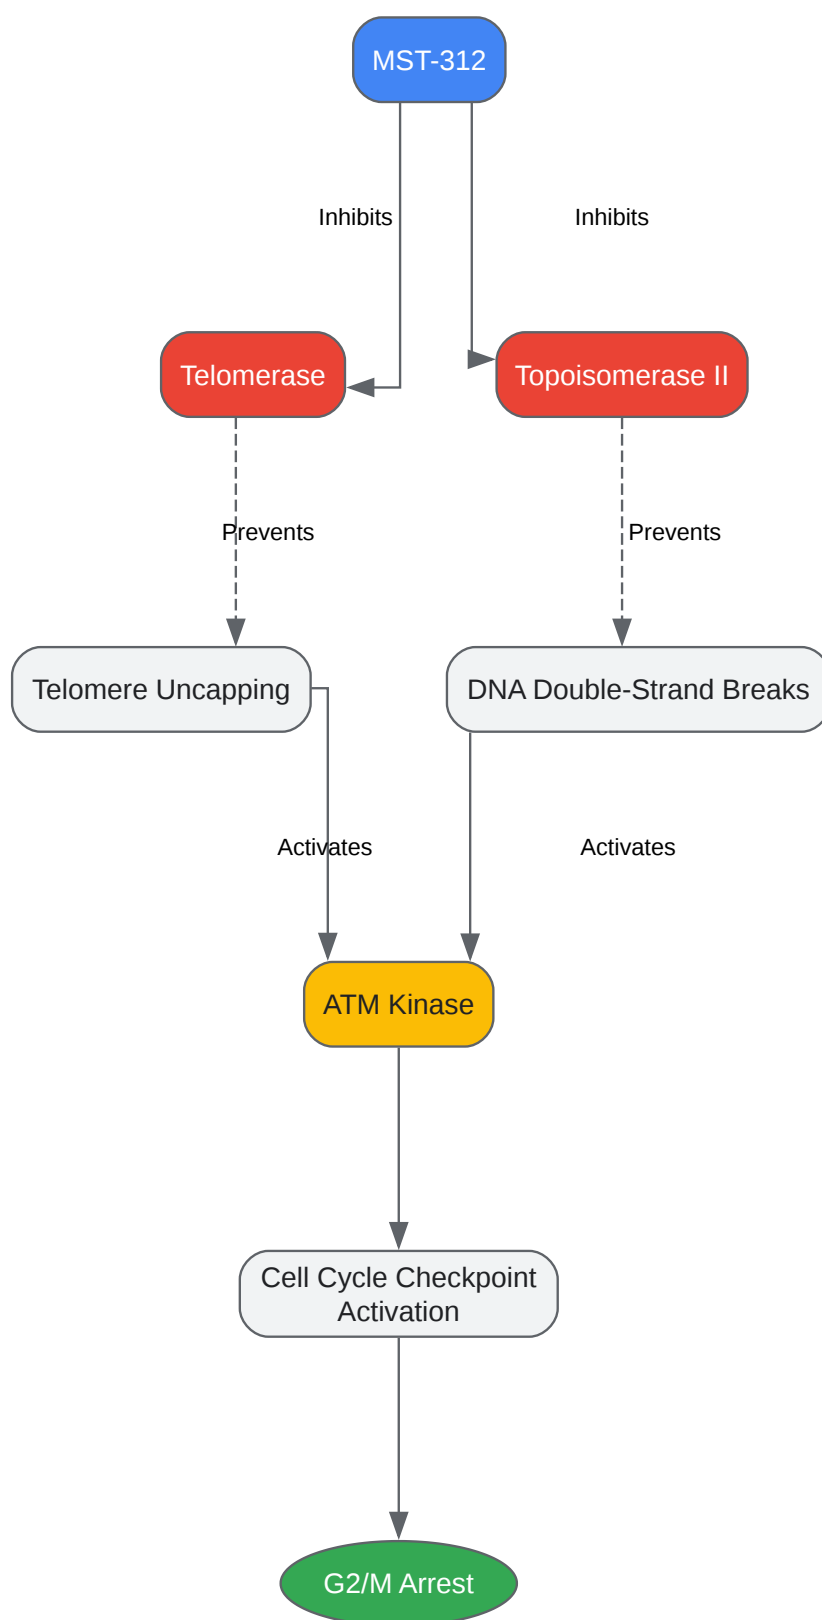 MST-312
Inhibits
Inhibits
Telomerase
Topoisomerase II
Prevents
Prevents
Telomere Uncapping
DNA Double-Strand Breaks
Activates
Activates
ATM Kinase
Cell Cycle Checkpoint
Activation
G2/M Arrest